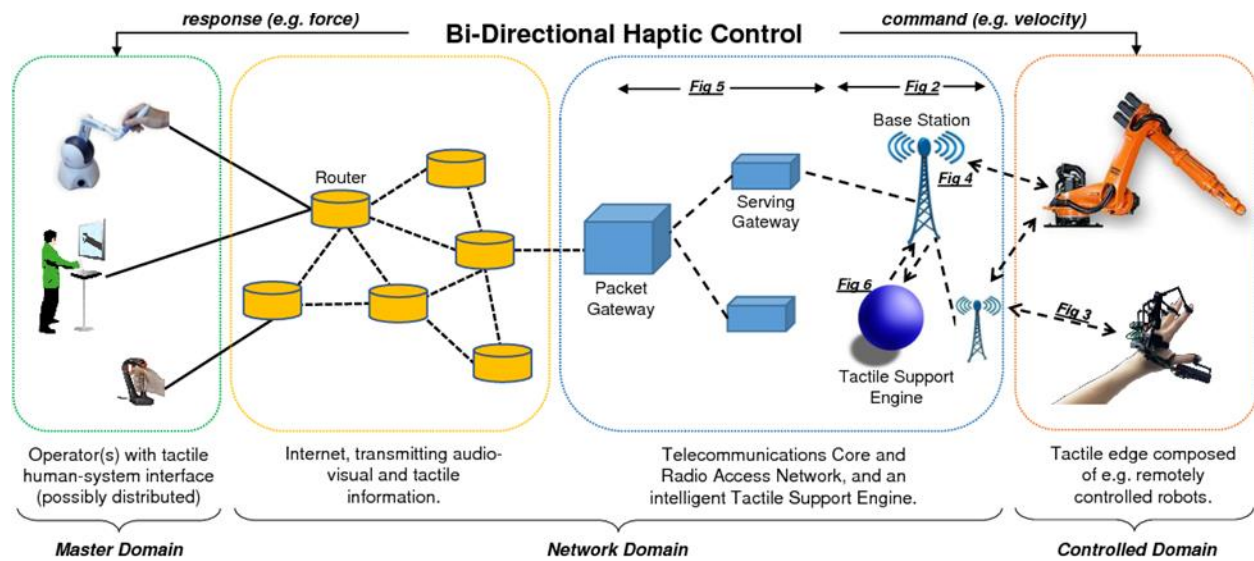 response (e.g. force)
command (e.g. velocity)
Bi-Directional Haptic Control
Fig 5
Fig 2
Base Station
Router
Fig 4
Serving
Gateway
Packet
Gateway
Fig 6
Fig 3
Tactile Support
Engine
Operator(s) with tactile
human-system interface
(possibly distributed)
Internet, transmitting audio-
visual and tactile
information.
Telecommunications Core and
Radio Access Network, and an
intelligent Tactile Support Engine.
Tactile edge composed
of e.g. remotely
controlled robots.
Master Domain
Network Domain
Controlled Domain